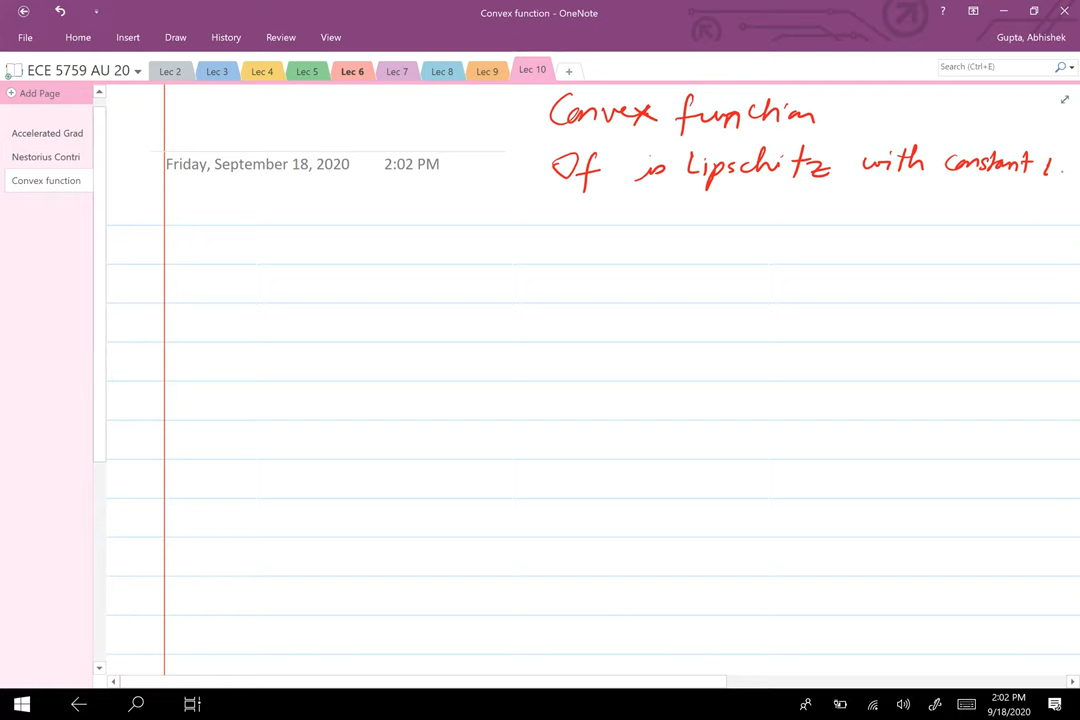 Convex function - OneNote
?
File
Home
Insert
Draw
History
Review
View
Gupta, Abhishek
ECE 5759 AU 20
Lec 2
Lec 3
Lec 4
Lec 5
Lec 6
Lec 7
Lec 8
Lec 9
Lec 10
Search (Ctrl+E)
Add Page
Accelerated Grad
Nestorius Contri
Convex function
Friday, September 18, 2020 2:02 PM
Convex function
∇f is Lipschitz with constant
2:02 PM
9/18/2020